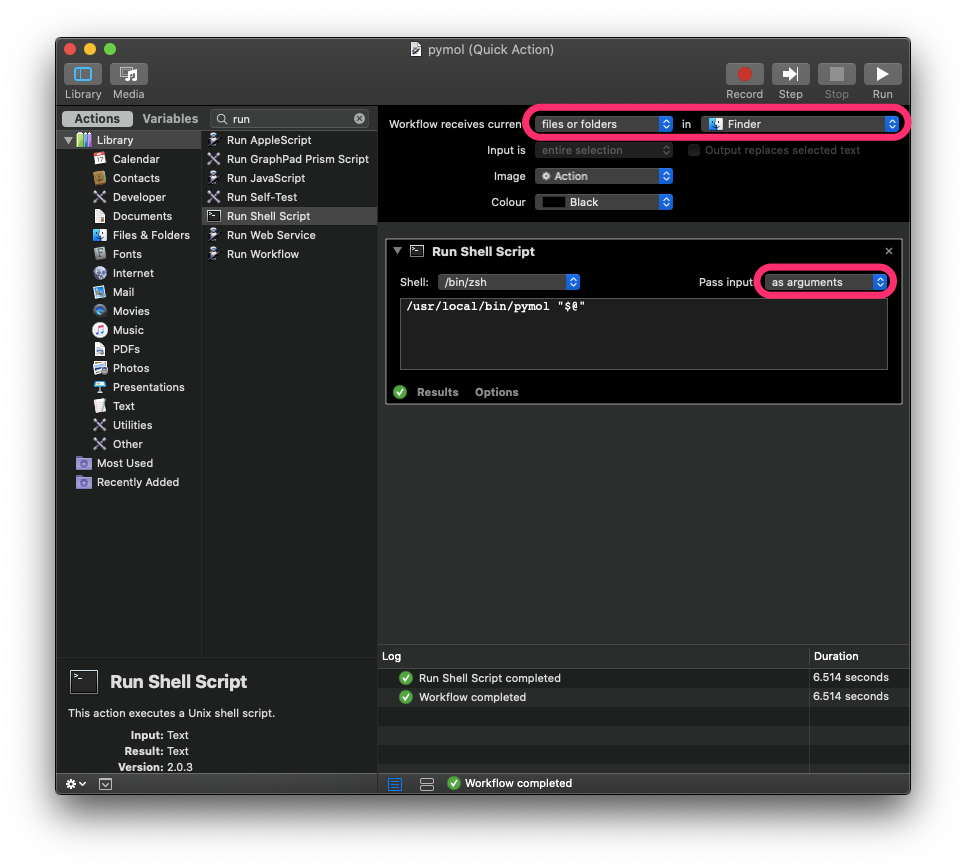 pymol (Quick Action)
Library
Media
Record
Step
Stop
Run
Actions
Variables
run
Library
Calendar
Contacts
Developer
Documents
Files & Folders
Fonts
Internet
Mail
Movies
Music
PDFs
Photos
Presentations
Text
Utilities
Other
Most Used
Recently Added
Run AppleScript
Run GraphPad Prism Script
Run JavaScript
Run Self-Test
Run Shell Script
Run Web Service
Run Workflow
Workflow receives curren files or folders in Finder
Input is entire selection Output replaces selected text
Image Action
Colour Black
Run Shell Script
Shell: /bin/zsh Pass input: as arguments
/usr/local/bin/pymol "$@"
Results Options
Log Duration
Run Shell Script completed 6.514 seconds
Workflow completed 6.514 seconds
Run Shell Script
This action executes a Unix shell script.
Input: Text
Result: Text
Version: 2.0.3
Workflow completed